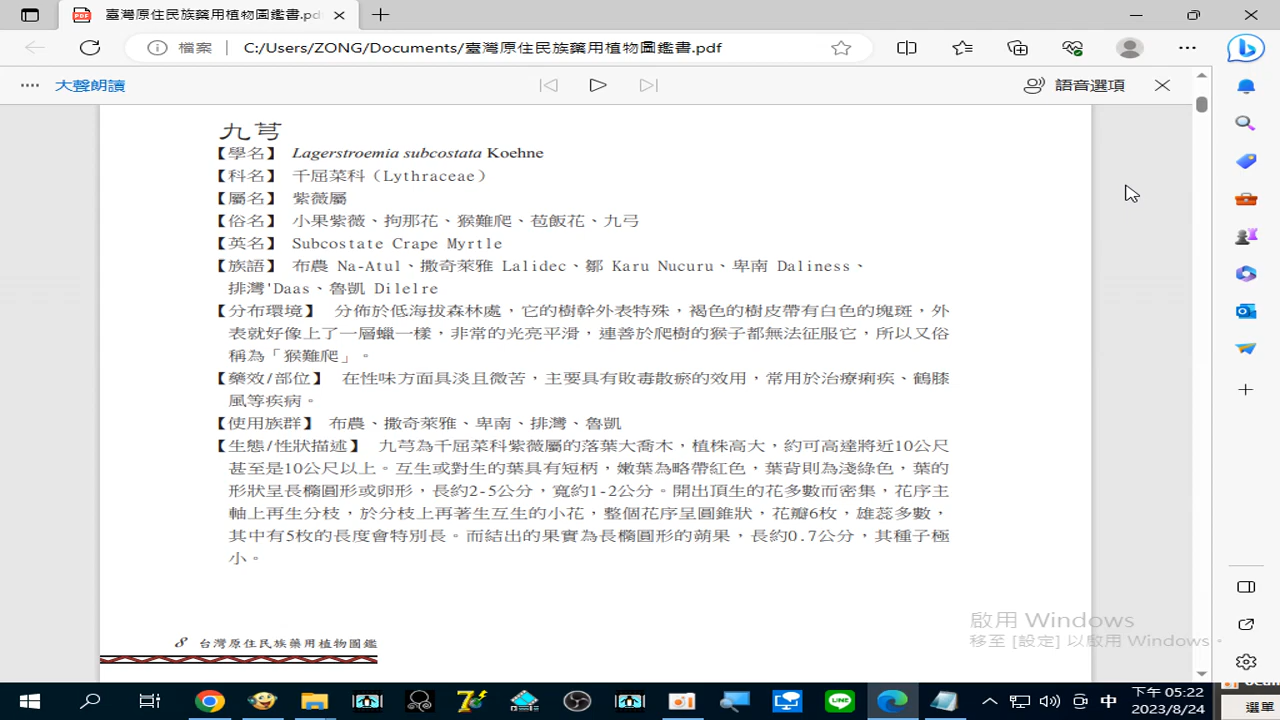 臺灣原住民族藥用植物圖鑑書.pd
檔案
C:/Users/ZONG/Documents/臺灣原住民族藥用植物圖鑑書.pdf
大聲朗讀
語音選項
九芎
【學名】 Lagerstroemia subcostata Koehne
【科名】 千屈菜科（Lythraceae）
【屬名】 紫薇屬
【俗名】 小果紫薇、拘那花、猴難爬、苞飯花、九弓
【英名】 Subcostate Crape Myrtle
【族語】 布農 Na-Atul、撒奇萊雅 Lalidec、鄒 Karu Nucuru、卑南 Daliness、
排灣'Daas、魯凱 Dilelre
【分布環境】 分佈於低海拔森林處，它的樹幹外表特殊，褐色的樹皮帶有白色的塊斑，外
表就好像上了一層蠟一樣，非常的光亮平滑，連善於爬樹的猴子都無法征服它，所以又俗
稱為「猴難爬」。
【藥效/部位】 在性味方面具淡且微苦，主要具有敗毒散瘀的效用，常用於治療痢疾、鶴膝
風等疾病。
【使用族群】 布農、撒奇萊雅、卑南、排灣、魯凱
【生態/性狀描述】 九芎為千屈菜科紫薇屬的落葉大喬木，植株高大，約可高達將近10公尺
甚至是10公尺以上。互生或對生的葉具有短柄，嫩葉為略帶紅色，葉背則為淺綠色，葉的
形狀呈長橢圓形或卵形，長約2-5公分，寬約1-2公分。開出頂生的花多數而密集，花序主
軸上再生分枝，於分枝上再著生互生的小花，整個花序呈圓錐狀，花瓣6枚，雄蕊多數，
其中有5枚的長度會特別長。而結出的果實為長橢圓形的蒴果，長約0.7公分，其種子極
小。
8 台灣原住民族藥用植物圖鑑
啟用 Windows
移至 [設定] 以啟用 Windows。
中
下午 05:22
2023/8/24
選單